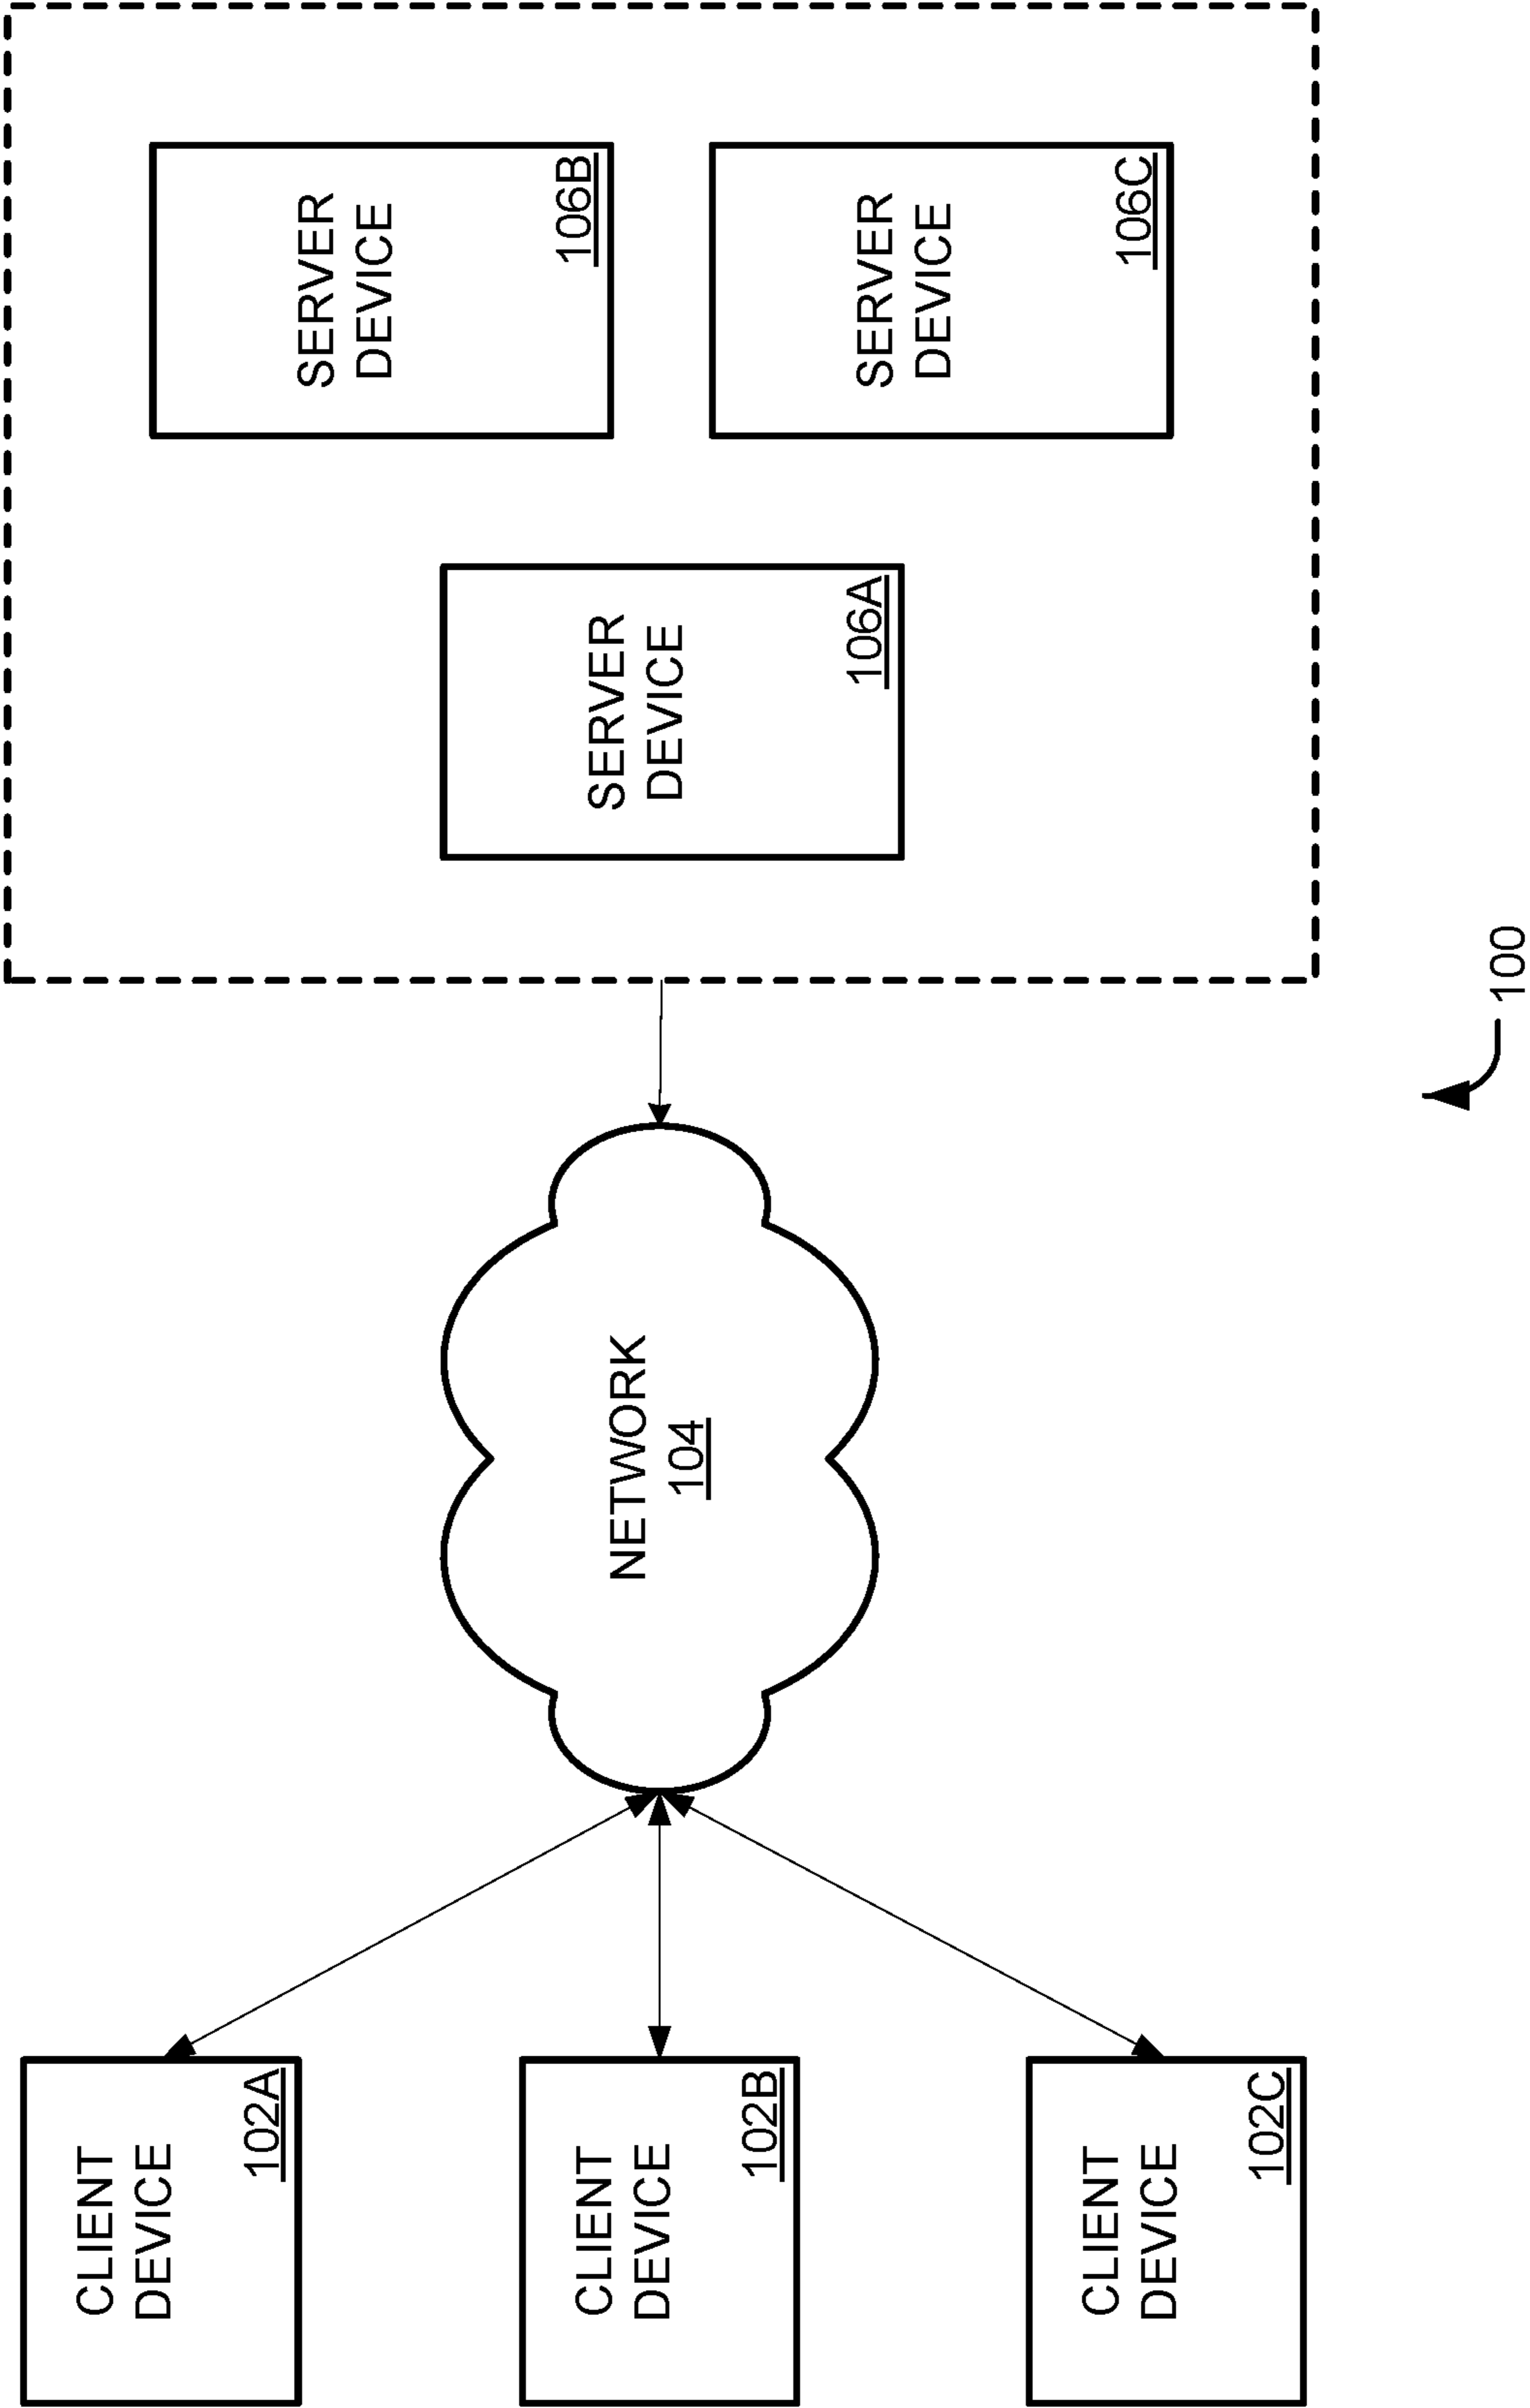 CLIENT
DEVICE
102A
CLIENT
DEVICE
102B
CLIENT
DEVICE
102C
NETWORK
104
SERVER
DEVICE
106A
SERVER
DEVICE
106B
SERVER
DEVICE
106C
100